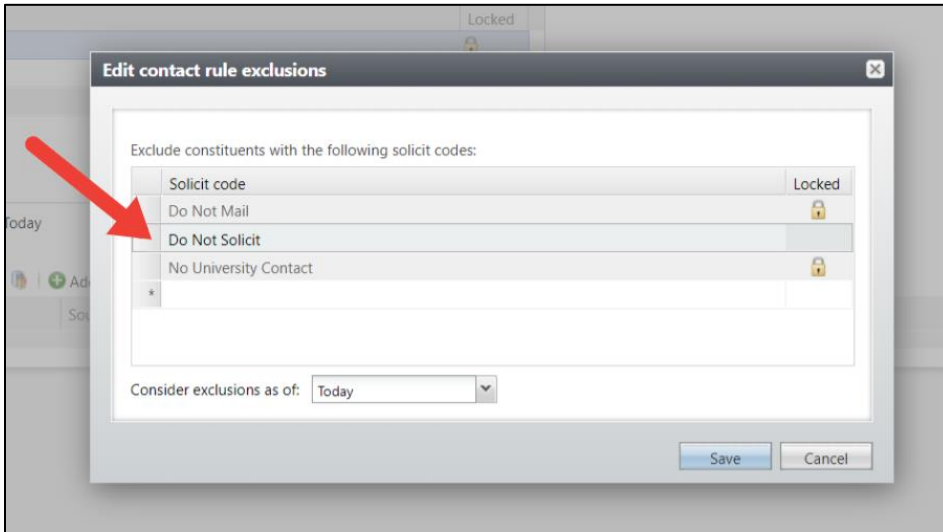 Locked
Edit contact rule exclusions
Exclude constituents with the following solicit codes:
Solicit code Locked
Do Not Mail
Today
Do Not Solicit
No University Contact
*
Consider exclusions as of: Today
Save Cancel